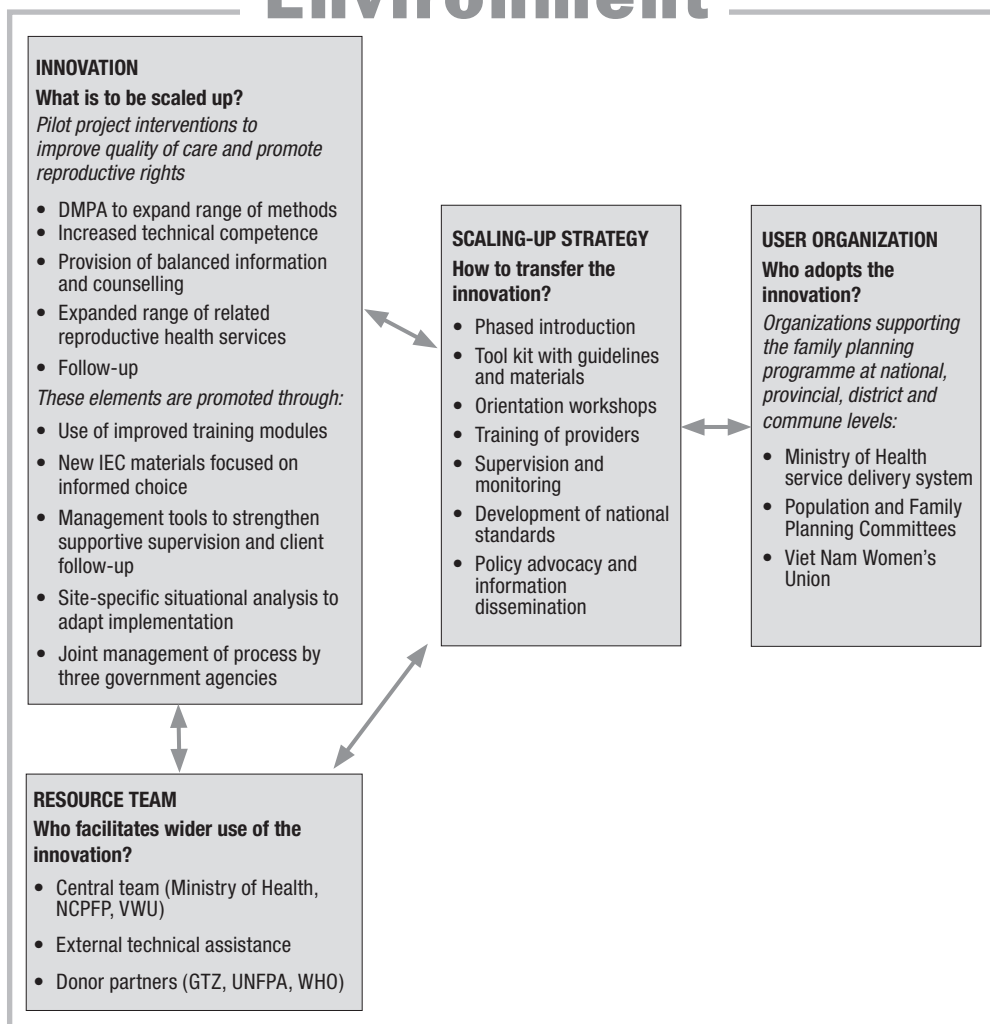 Environment
INNOVATION
What is to be scaled up?
Pilot project interventions to
improve quality of care and promote
reproductive rights
• DMPA to expand range of methods
• Increased technical competence
• Provision of balanced information
and counselling
• Expanded range of related
reproductive health services
• Follow-up
These elements are promoted through:
• Use of improved training modules
• New IEC materials focused on
informed choice
• Management tools to strengthen
supportive supervision and client
follow-up
• Site-specific situational analysis to
adapt implementation
• Joint management of process by
three government agencies
SCALING-UP STRATEGY
How to transfer the
innovation?
• Phased introduction
• Tool kit with guidelines
and materials
• Orientation workshops
• Training of providers
• Supervision and
monitoring
• Development of national
standards
• Policy advocacy and
information
dissemination
USER ORGANIZATION
Who adopts the
innovation?
Organizations supporting
the family planning
programme at national,
provincial, district and
commune levels:
• Ministry of Health
service delivery system
• Population and Family
Planning Committees
• Viet Nam Women's
Union
RESOURCE TEAM
Who facilitates wider use of the
innovation?
• Central team (Ministry of Health,
NCPFP, VWU)
• External technical assistance
• Donor partners (GTZ, UNFPA, WHO)